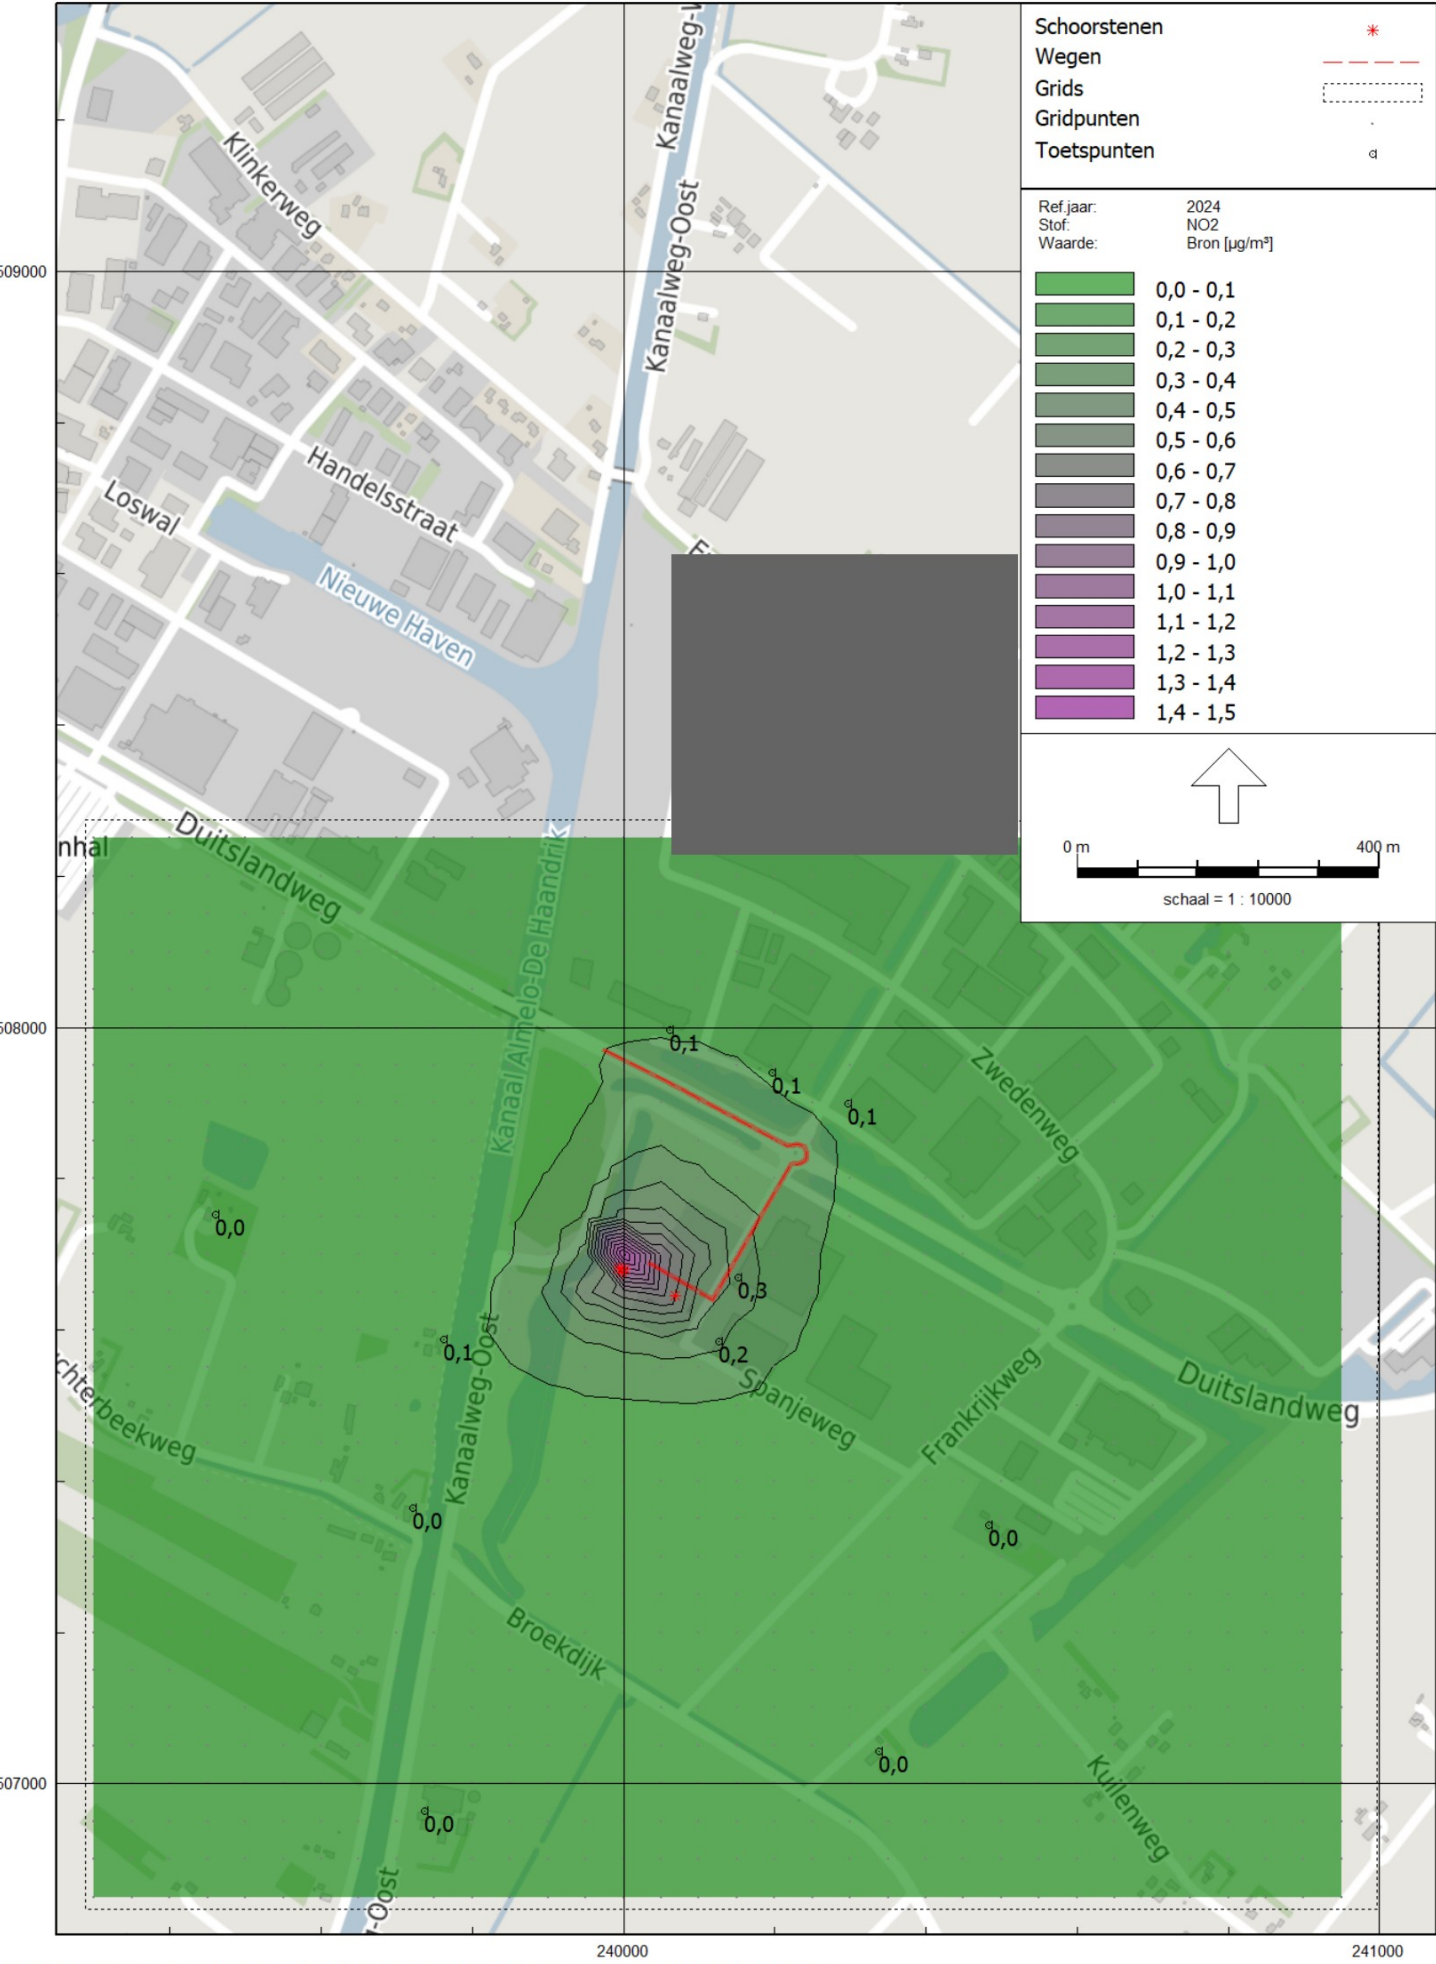 Schoorstenen
Wegen
Grids
Gridpunten
Toetspunten
Ref.jaar: 2024
Stof: NO2
Waarde: Bron [µg/m³]
0,0 - 0,1
0,1 - 0,2
0,2 - 0,3
0,3 - 0,4
0,4 - 0,5
0,5 - 0,6
0,6 - 0,7
0,7 - 0,8
0,8 - 0,9
0,9 - 1,0
1,0 - 1,1
1,1 - 1,2
1,2 - 1,3
1,3 - 1,4
1,4 - 1,5
0 m 400 m
schaal = 1 : 10000
Kanaalweg-W
Klinkerweg
Kanaalweg-Oost
509000
Handelsstraat
Loswal
Nieuwe Haven
Duitslandweg
nhal
Kanaal Almelo-De Haandrik
508000
0,1
0,1
0,1
Zwedenweg
0,0
0,3
0,1
0,2
Kanaalweg-Oost
Spanjeweg
Frankrijkweg
Duitslandweg
chterbeekweg
0,0
0,0
Broekdijk
0,0
507000
Kuilenweg
0,0
g-Oost
240000
241000